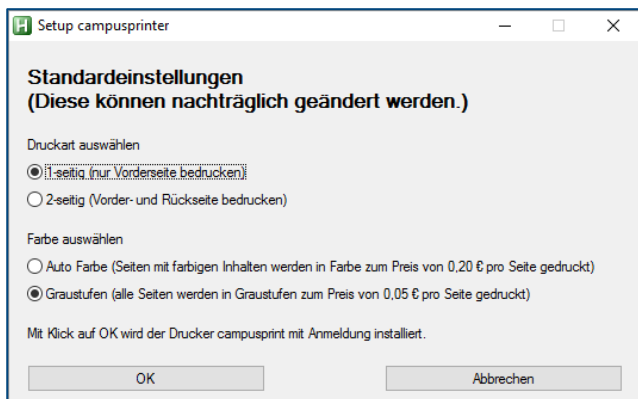 H Setup campusprinter
Standardeinstellungen
(Diese können nachträglich geändert werden.)
Druckart auswählen
1-seitig (nur Vorderseite bedrucken)
2-seitig (Vorder- und Rückseite bedrucken)
Farbe auswählen
Auto Farbe (Seiten mit farbigen Inhalten werden in Farbe zum Preis von 0,20 € pro Seite gedruckt)
Graustufen (alle Seiten werden in Graustufen zum Preis von 0,05 € pro Seite gedruckt)
Mit Klick auf OK wird der Drucker campusprint mit Anmeldung installiert.
OK Abbrechen